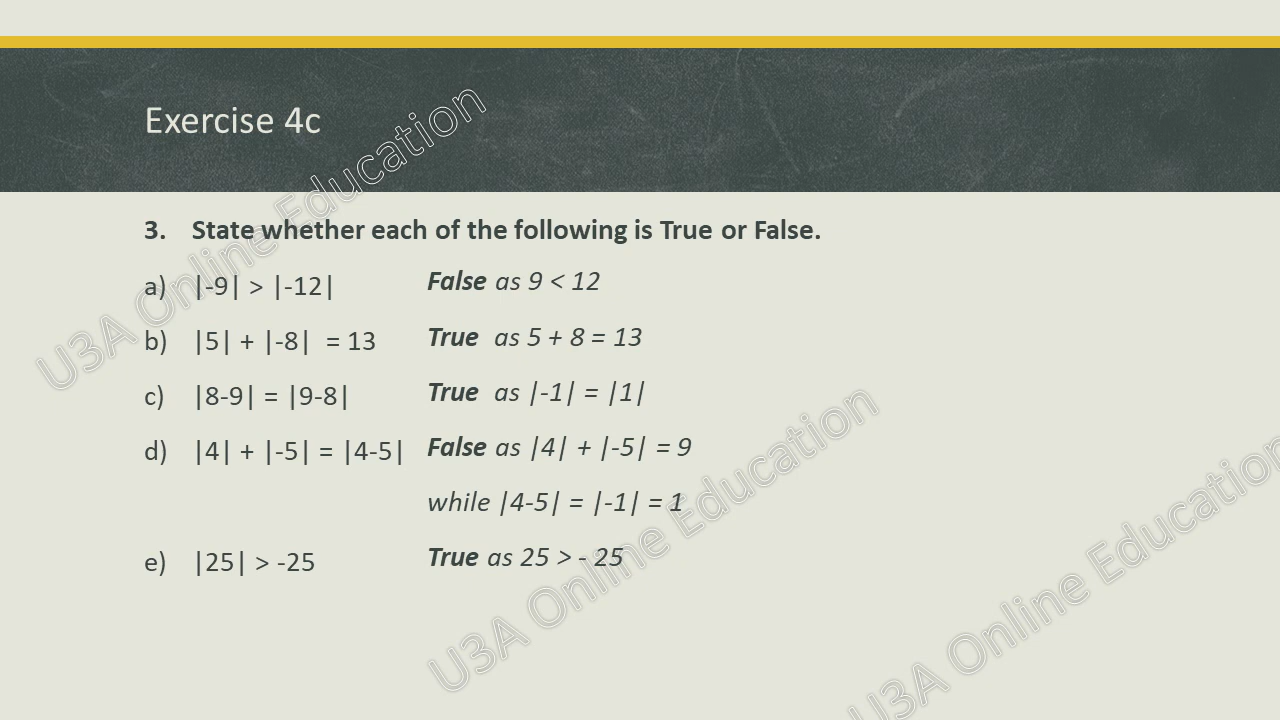 Exercise 4c
3. State whether each of the following is True or False.
a) |-9| > |-12| False as 9 < 12
b) |5| + |-8| = 13 True as 5 + 8 = 13
c) |8-9| = |9-8| True as |-1| = |1|
d) |4| + |-5| = |4-5| False as |4| + |-5| = 9
while |4-5| = |-1| = 1
e) |25| > -25 True as 25 > - 25
U3A Online Education
U3A Online Education
U3A Online Education